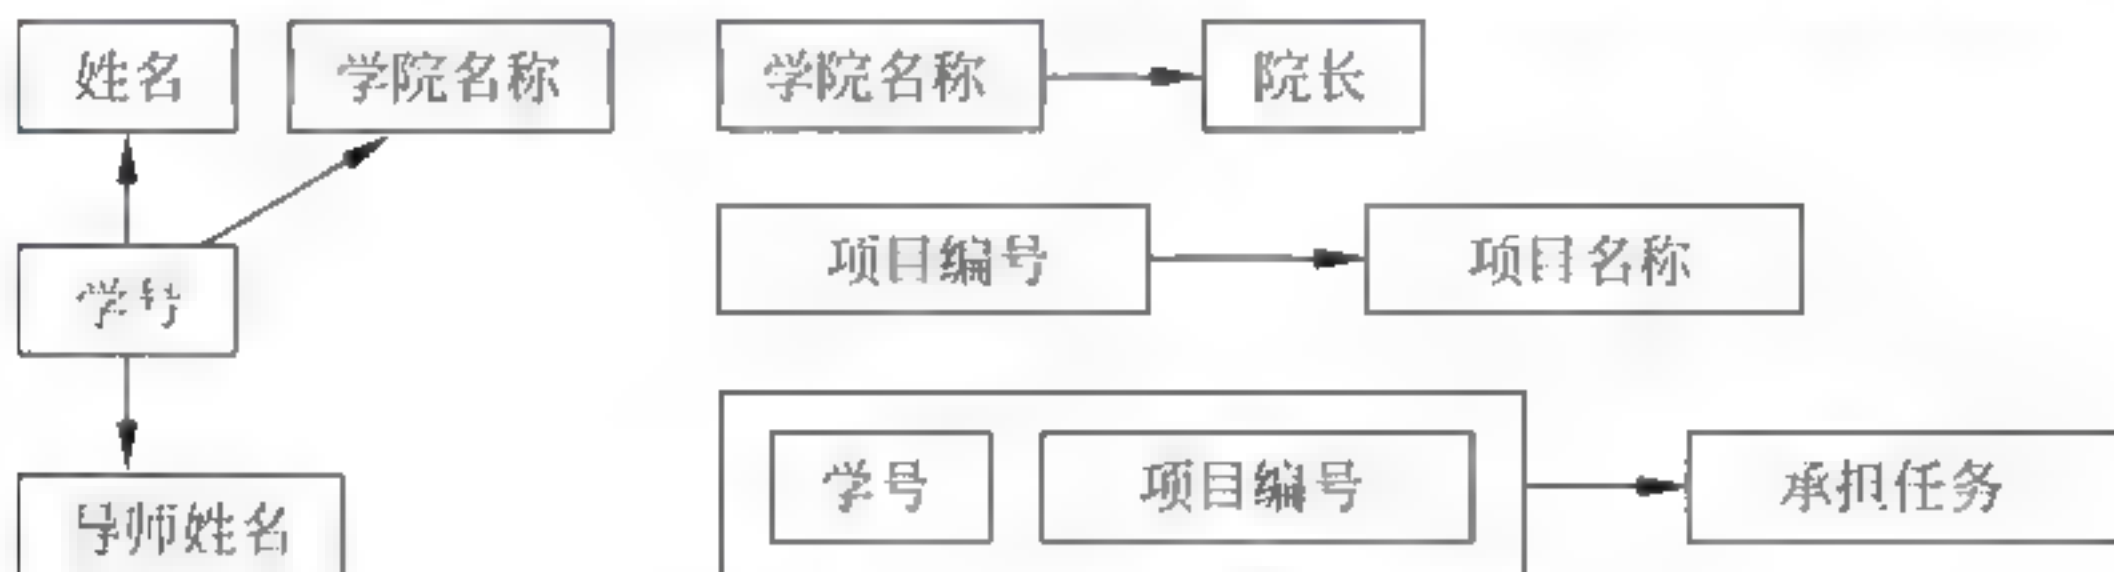 姓名
学院名称
学院名称
院长
项目编号
项目名称
学号
学号
项目编号
承担任务
导师姓名